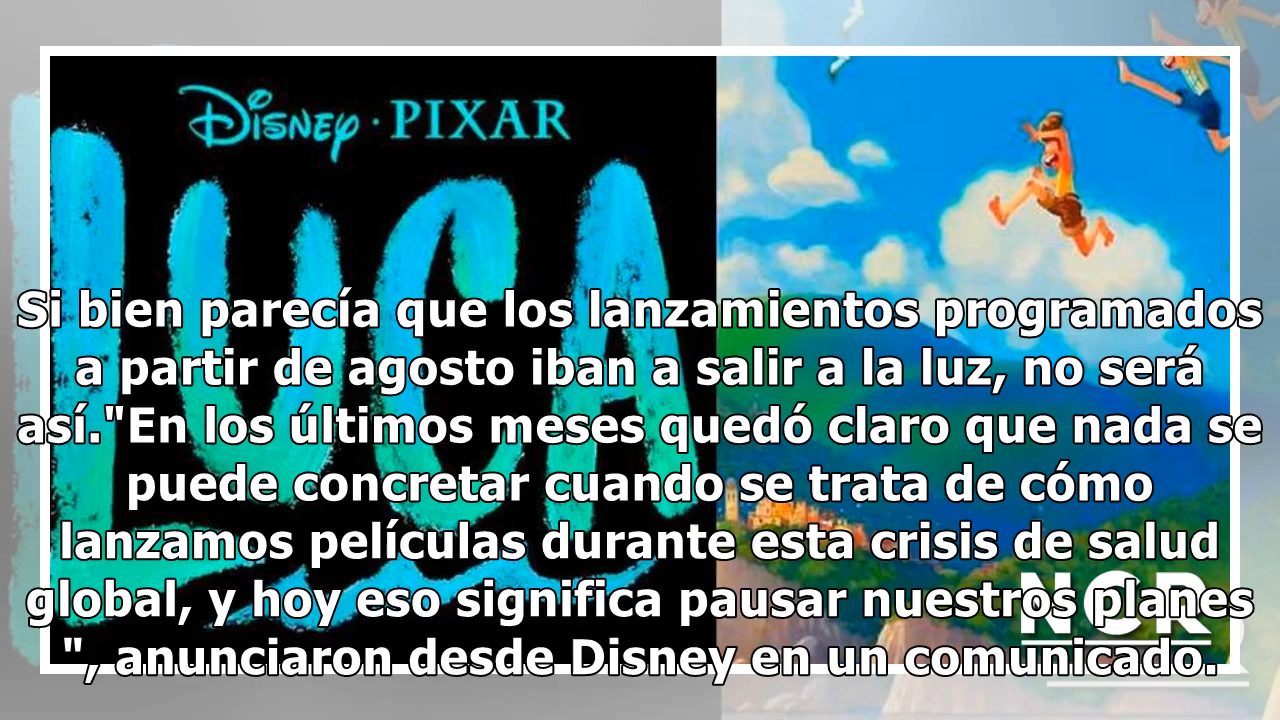 DISNEY · PIXAR
LUCA
Si bien parecía que los lanzamientos programados
a partir de agosto iban a salir a la luz, no será
así."En los últimos meses quedó claro que nada se
puede concretar cuando se trata de cómo
lanzamos películas durante esta crisis de salud
global, y hoy eso significa pausar nuestros planes
", anunciaron desde Disney en un comunicado.
NCR